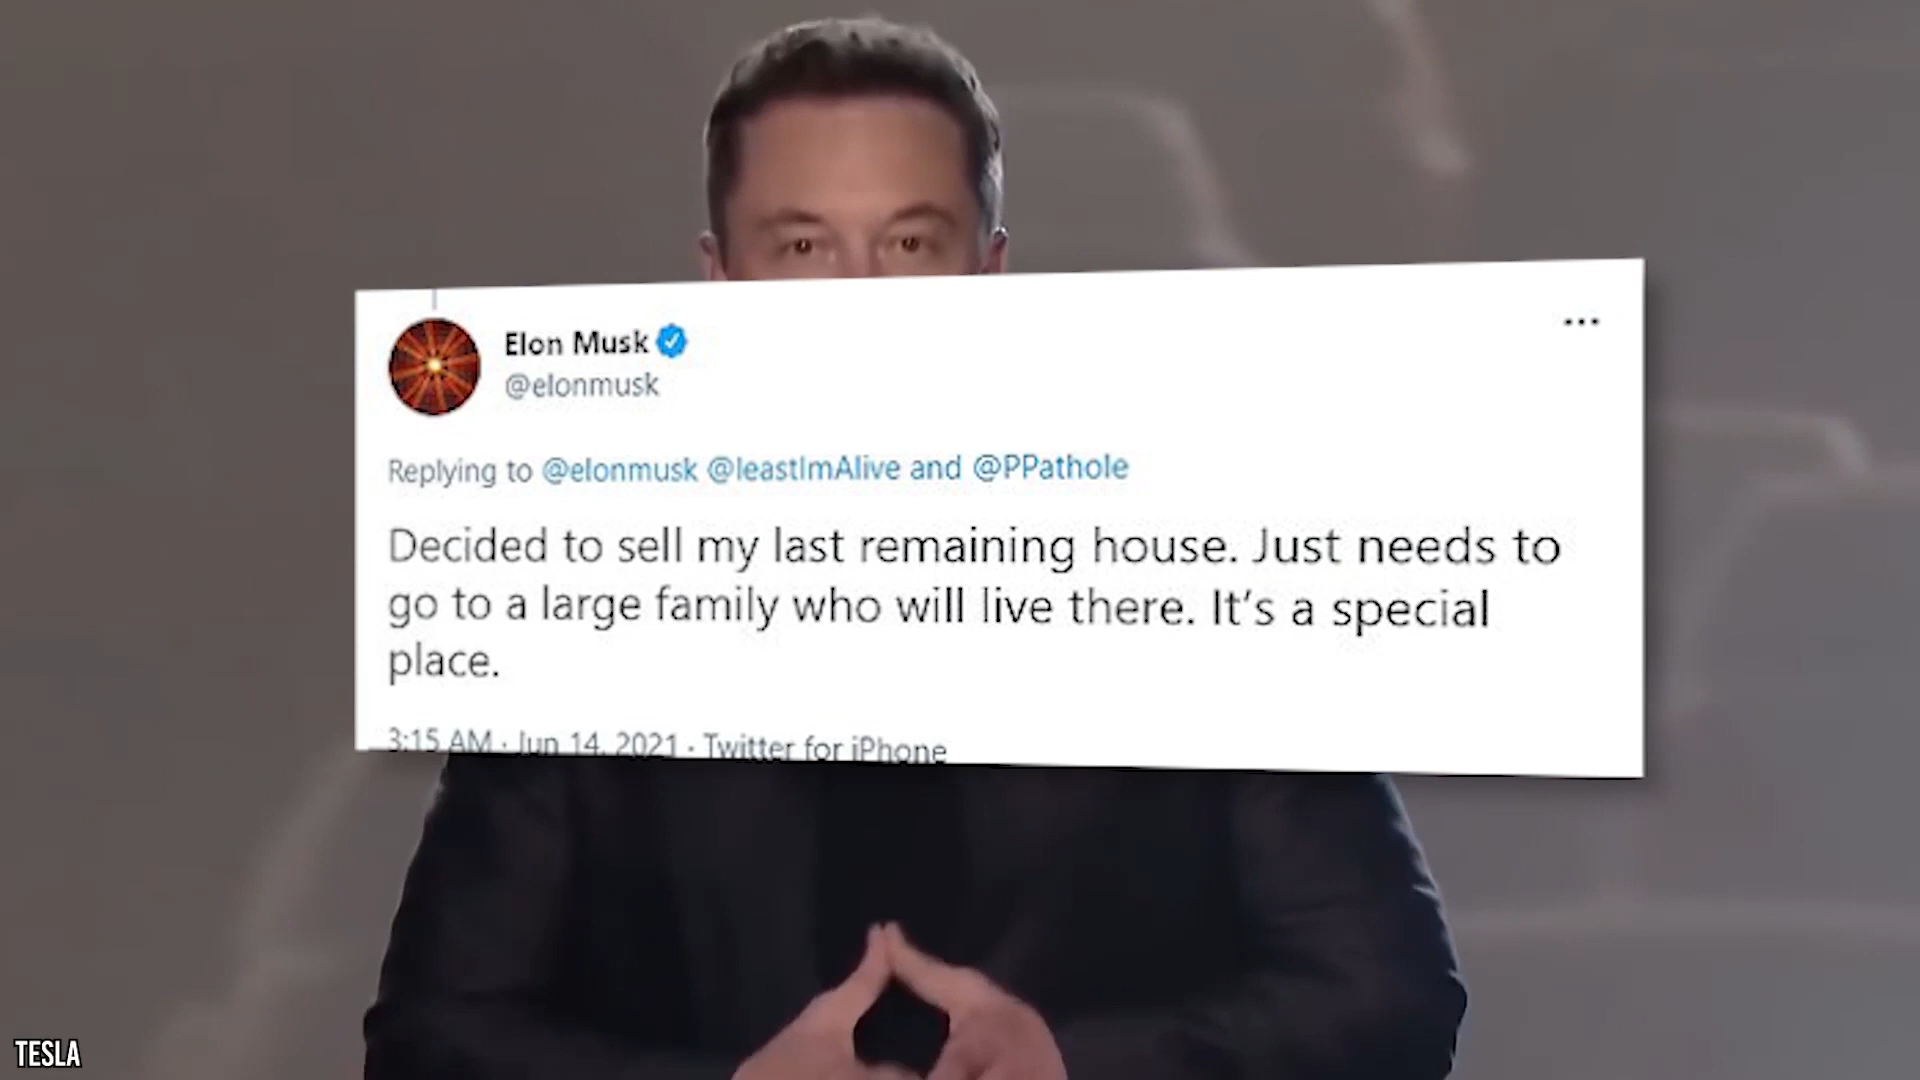 Elon Musk
@elonmusk
Replying to @elonmusk @leastImAlive and @PPathole
Decided to sell my last remaining house. Just needs to
go to a large family who will live there. It's a special
place.
3:15 AM · Jun 14, 2021 · Twitter for iPhone
TESLA